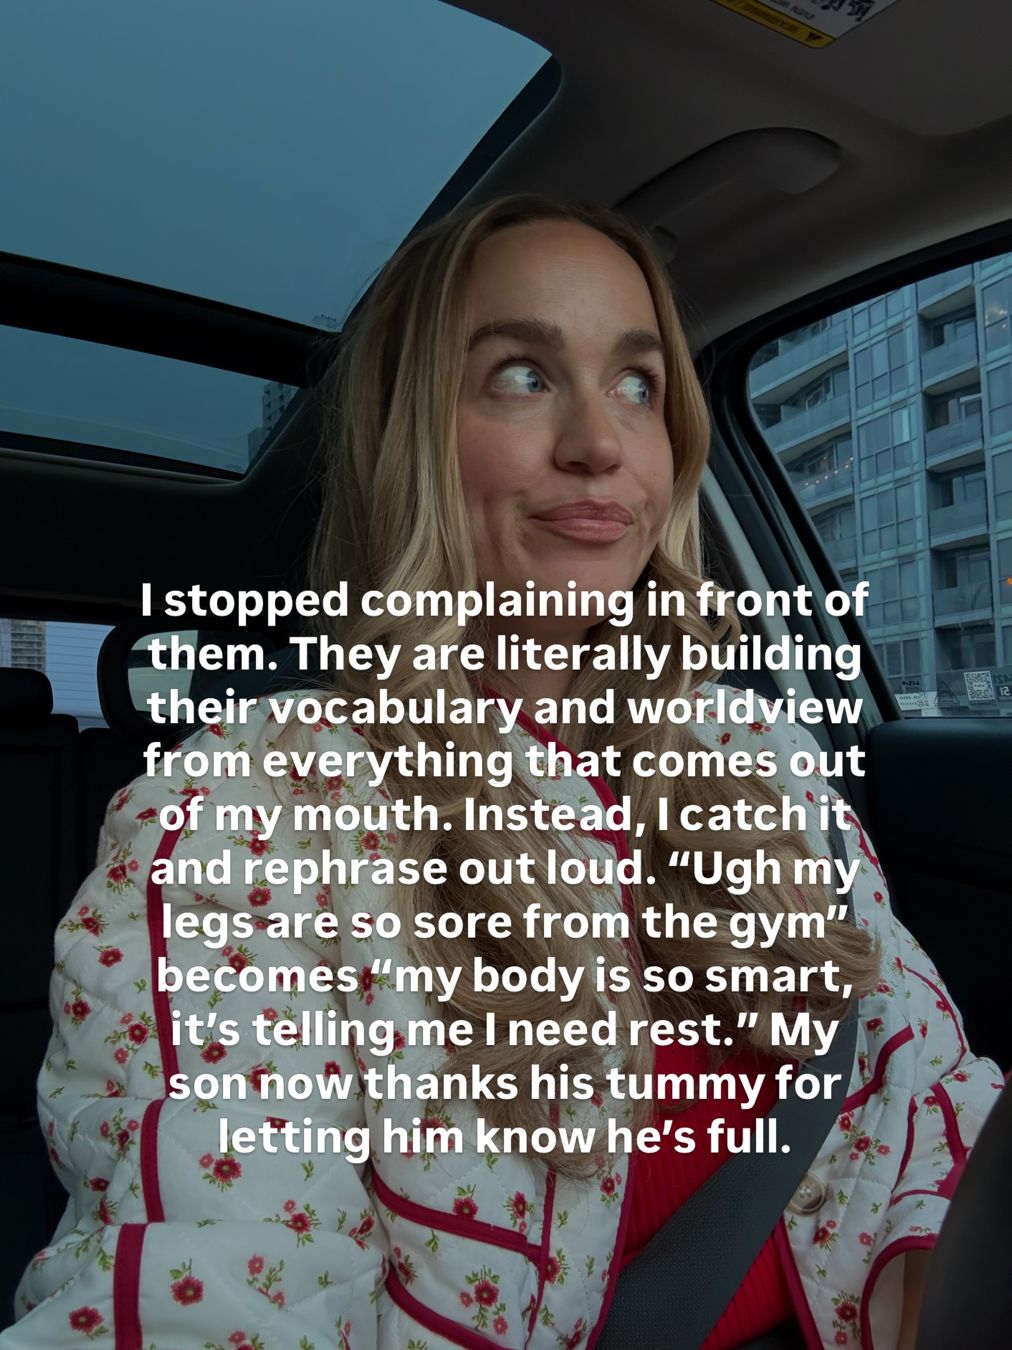 I stopped complaining in front of
them. They are literally building
their vocabulary and worldview
from everything that comes out
of my mouth. Instead, I catch it
and rephrase out loud. “Ugh my
legs are so sore from the gym”
becomes “my body is so smart,
it’s telling me I need rest.” My
son now thanks his tummy for
letting him know he’s full.